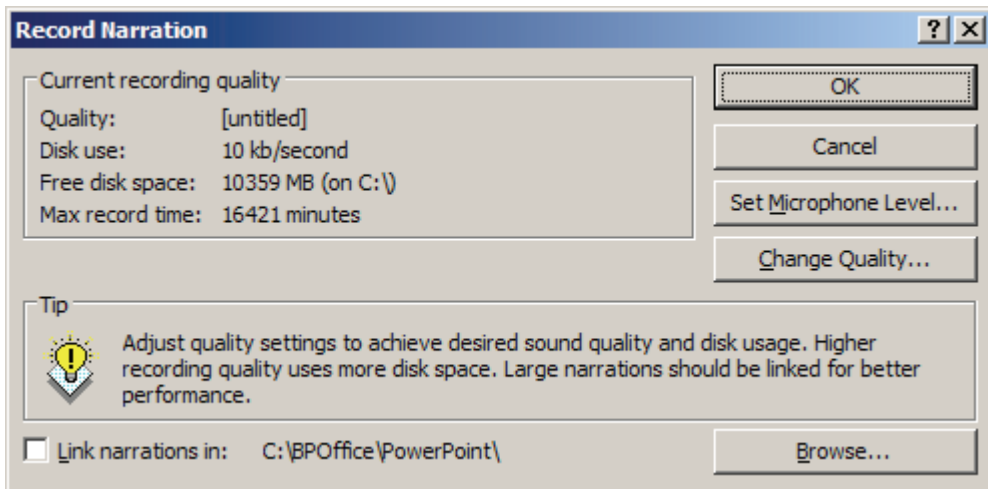 Record Narration
Current recording quality
Quality: [untitled]
Disk use: 10 kb/second
Free disk space: 10359 MB (on C:\)
Max record time: 16421 minutes
OK
Cancel
Set Microphone Level...
Change Quality...
Tip
Adjust quality settings to achieve desired sound quality and disk usage. Higher
recording quality uses more disk space. Large narrations should be linked for better
performance.
Link narrations in: C:\BPOffice\PowerPoint\
Browse...